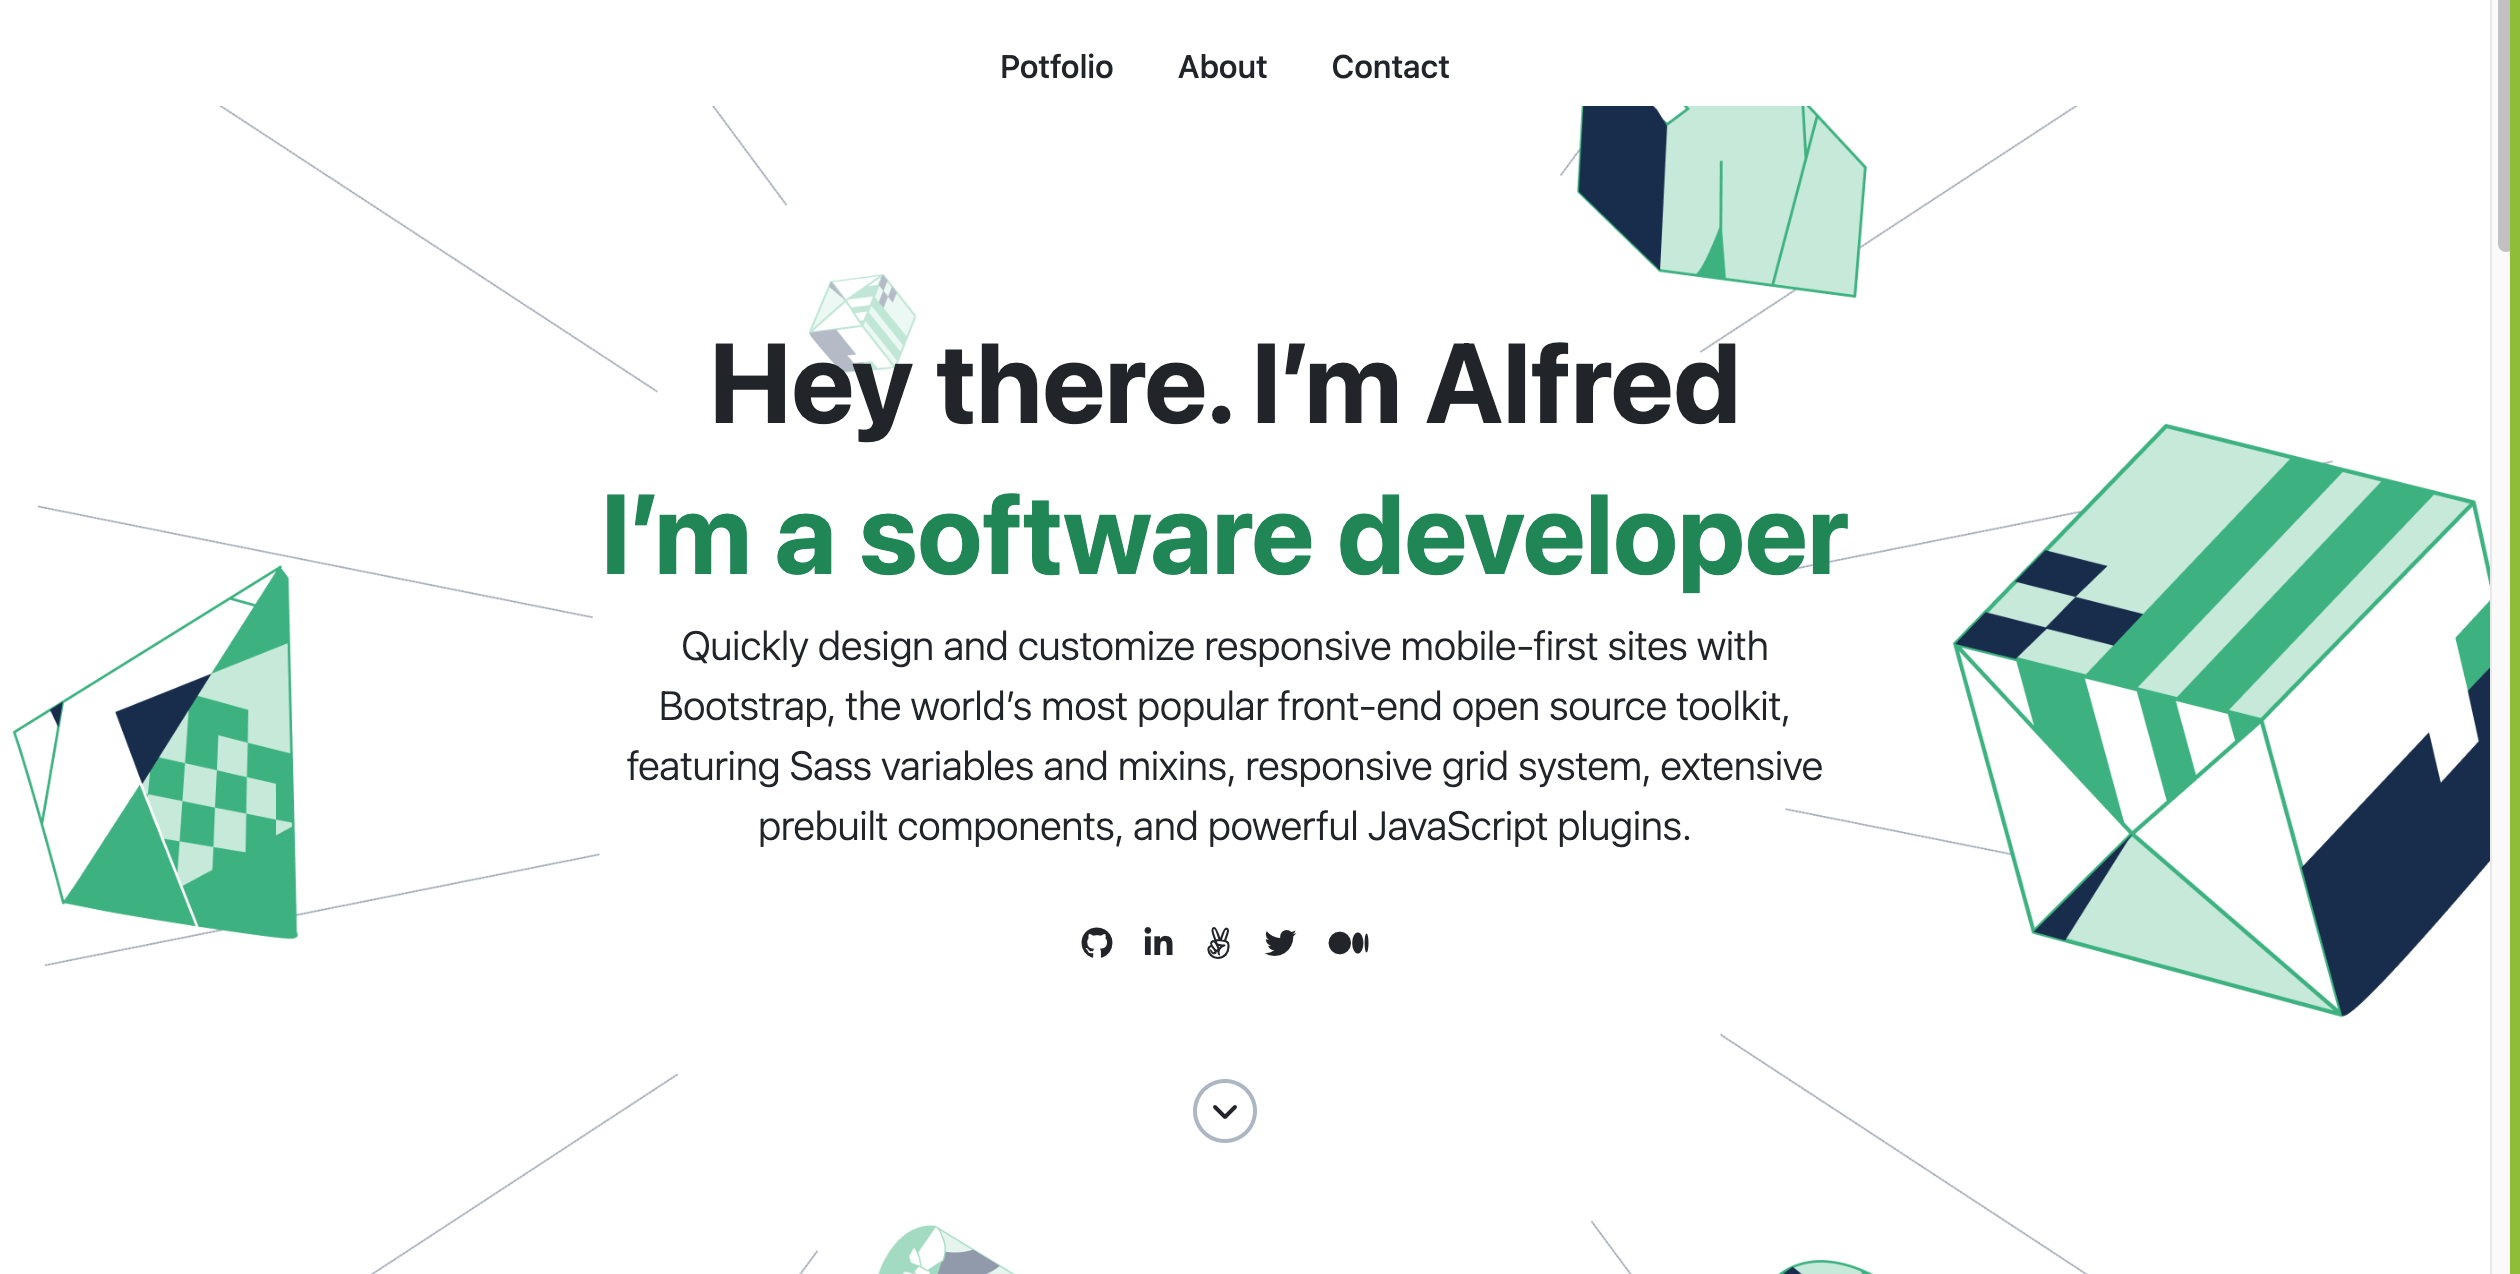 Potfolio About Contact
Hey there. I'm Alfred
I'm a software developer
Quickly design and customize responsive mobile-first sites with
Bootstrap, the world's most popular front-end open source toolkit,
featuring Sass variables and mixins, responsive grid system, extensive
prebuilt components, and powerful JavaScript plugins.
in